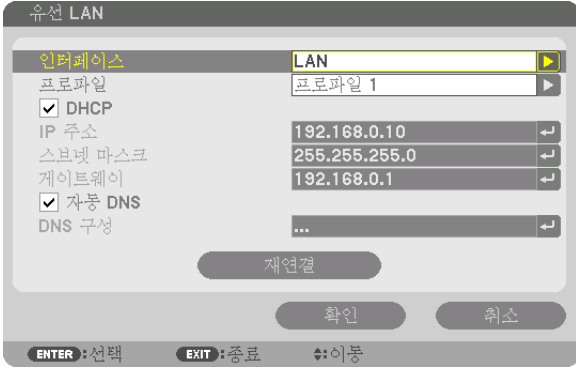 유선 LAN
인터페이스 LAN
프로파일 프로파일 1
DHCP
IP 주소 192.168.0.10
스브넷 마스크 255.255.255.0
게이트웨이 192.168.0.1
자동 DNS
DNS 구성 ...
재연결
확인 취소
ENTER:선택 EXIT:종료 :이동